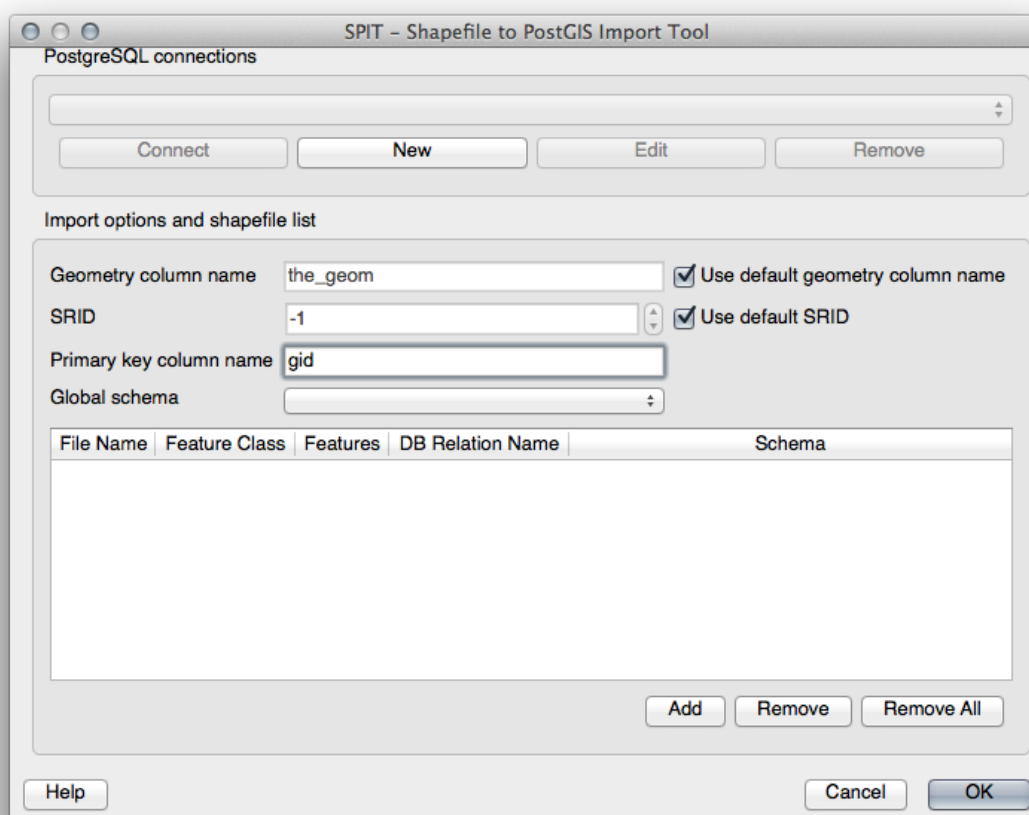 SPIT – Shapefile to PostGIS Import Tool
PostgreSQL connections
Connect New Edit Remove
Import options and shapefile list
Geometry column name the_geom Use default geometry column name
SRID -1 Use default SRID
Primary key column name gid
Global schema
File Name Feature Class Features DB Relation Name Schema
Add Remove Remove All
Help Cancel OK